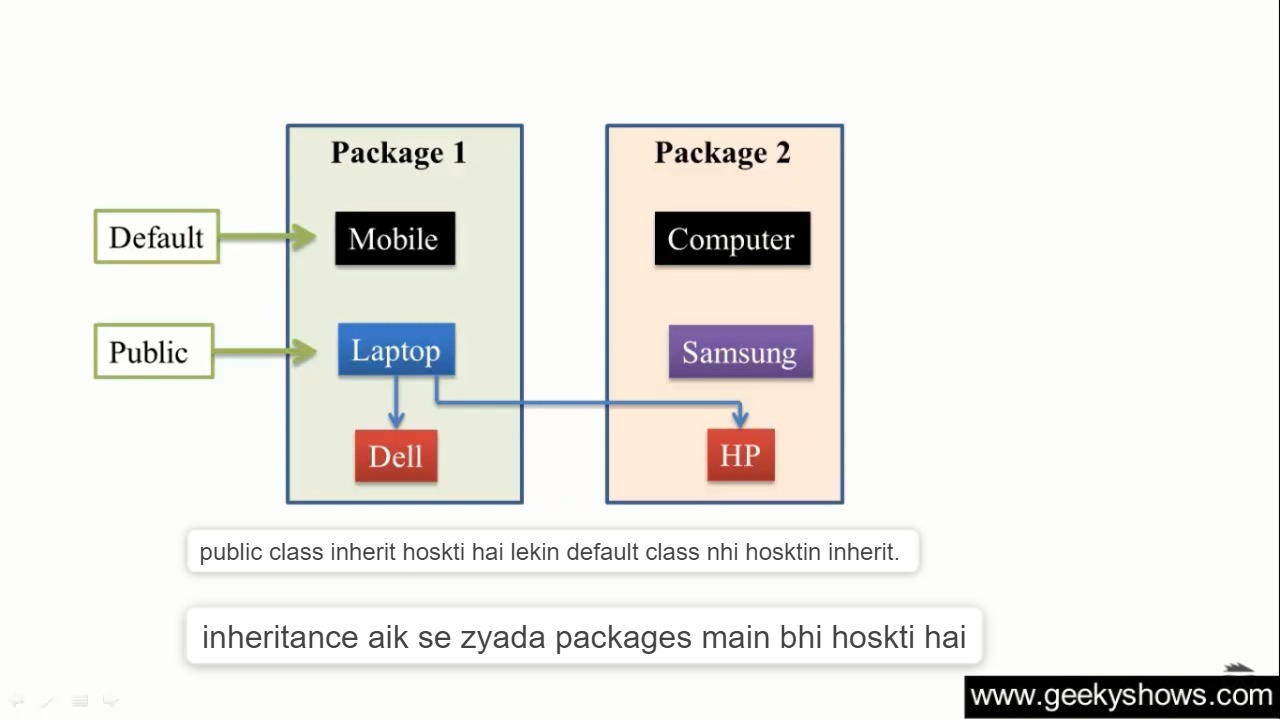 Package 1
Package 2
Default
Mobile
Computer
Public
Laptop
Samsung
Dell
HP
public class inherit hoskti hai lekin default class nhi hosktin inherit.
inheritance aik se zyada packages main bhi hoskti hai
www.geekyshows.com